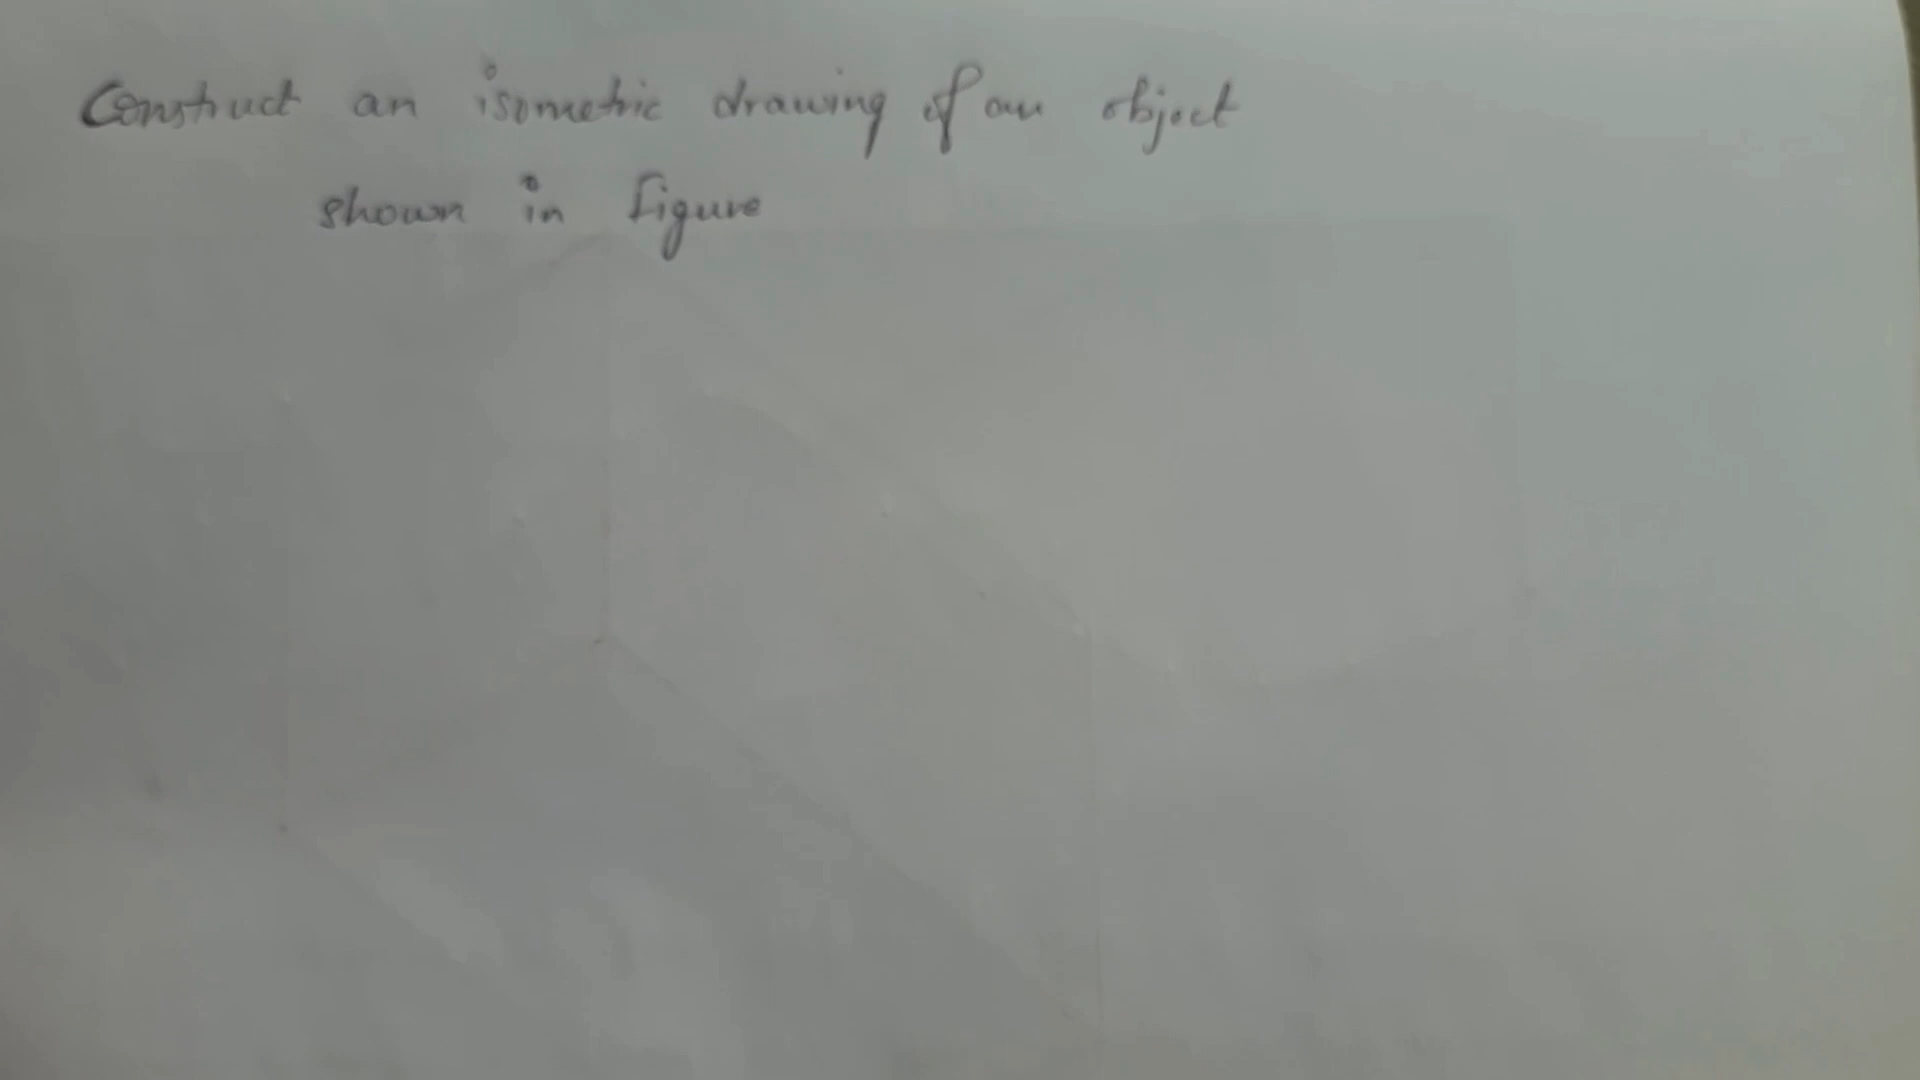 Construct an isometric drawing of an object
shown in figure